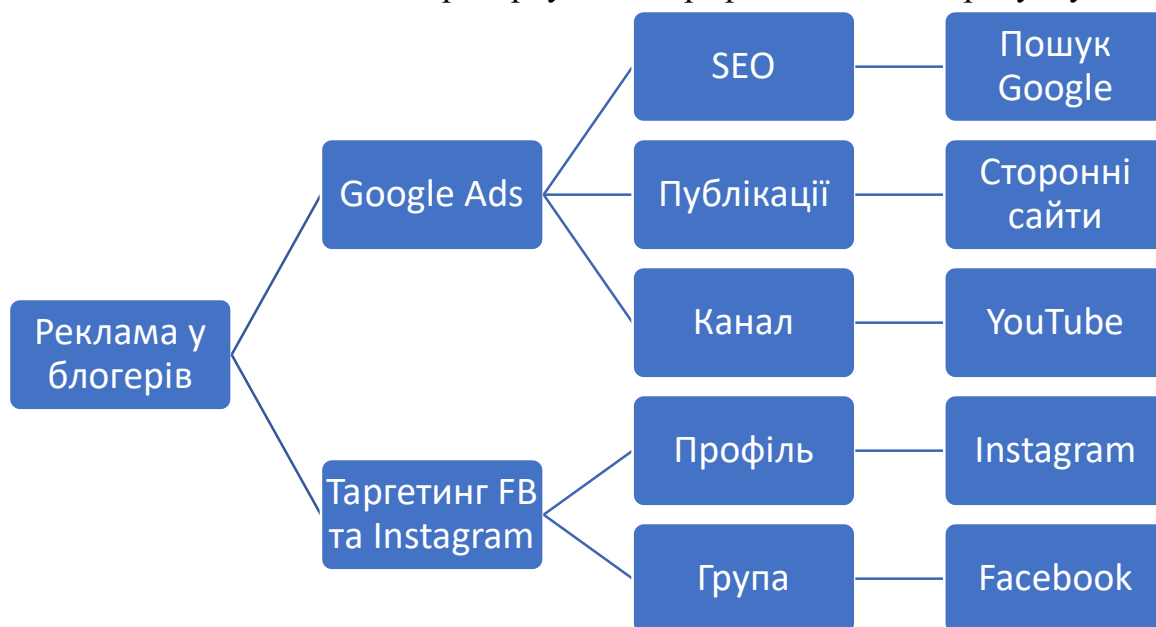 SEO
Пошук
Google
Google Ads
Публікації
Сторонні
сайти
Канал
YouTube
Реклама у
блогерів
Профіль
Instagram
Таргетинг FB
та Instagram
Група
Facebook